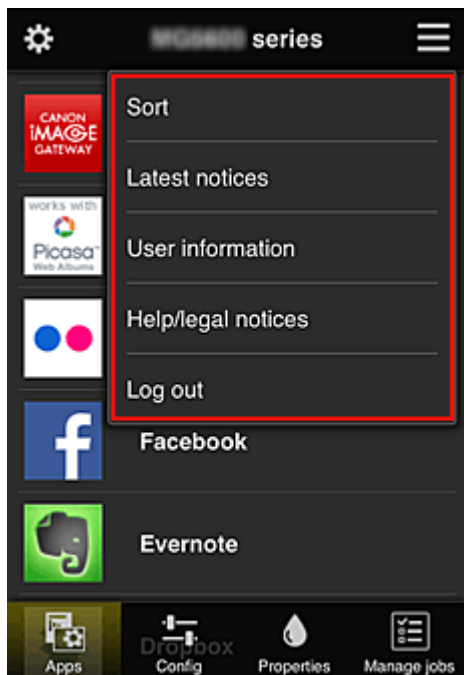 series
CANON
iMAGE
GATEWAY
Sort
Latest notices
works with
Picasa™
Web Albums
User information
Help/legal notices
Log out
Facebook
Evernote
Dropbox
Apps
Config
Properties
Manage jobs